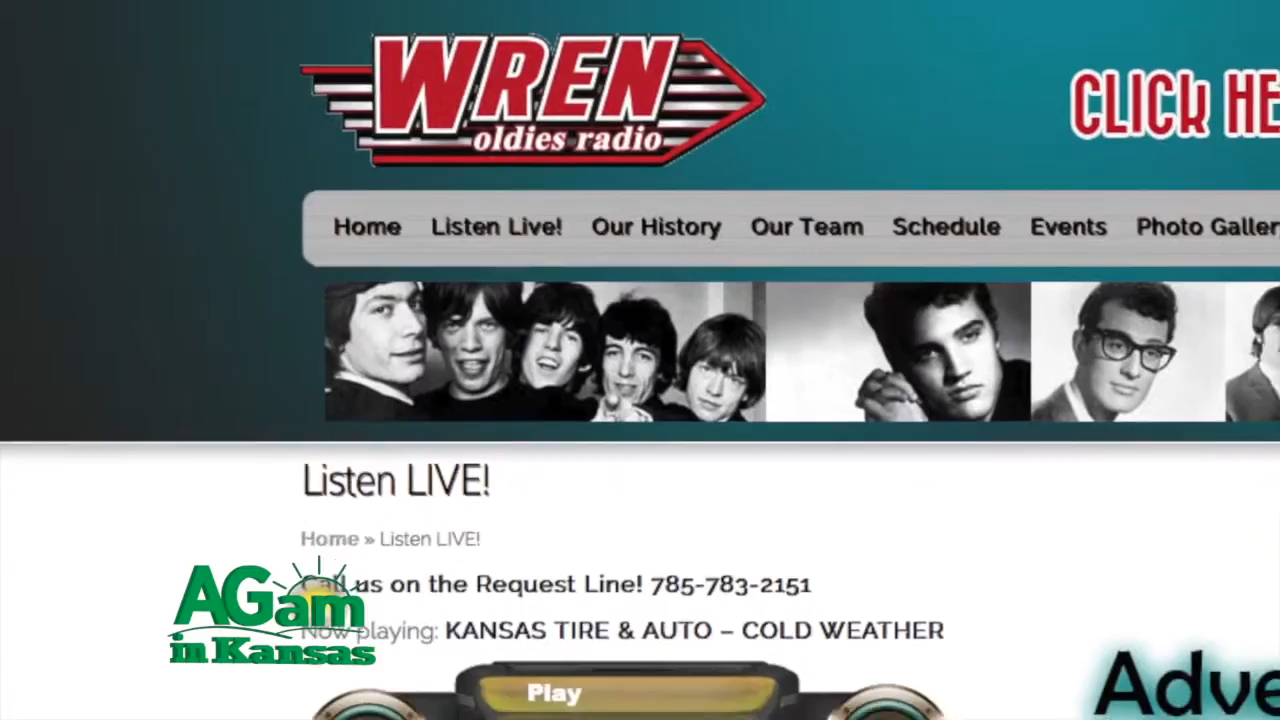 WREN
oldies radio
CLICK HE
Home Listen Live! Our History Our Team Schedule Events Photo Galler
Listen LIVE!
Home » Listen LIVE!
Call us on the Request Line! 785-783-2151
Now playing: KANSAS TIRE & AUTO – COLD WEATHER
AGam
in Kansas
Play
Adve